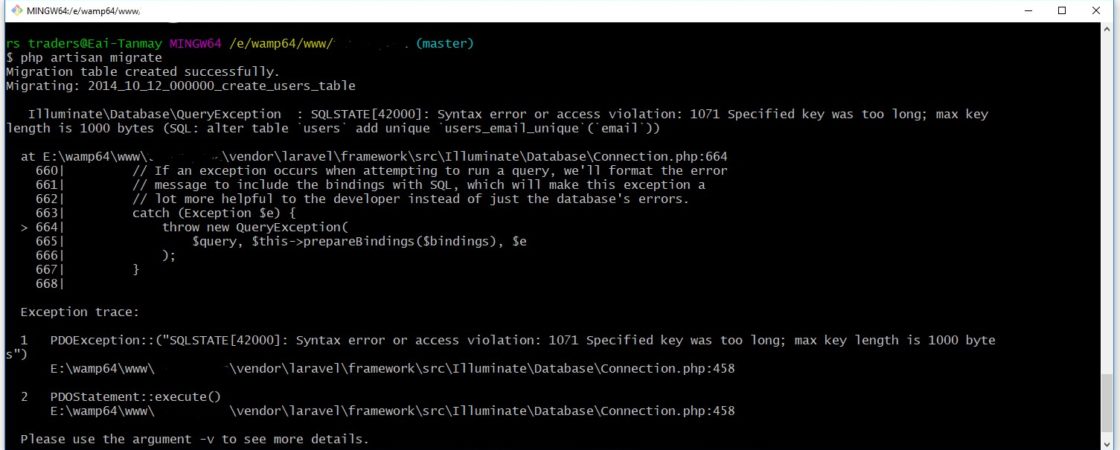 MINGW64:/e/wamp64/www/
rs traders@Eai-Tanmay MINGW64 /e/wamp64/www/ (master)
$ php artisan migrate
Migration table created successfully.
Migrating: 2014_10_12_000000_create_users_table
Illuminate\Database\QueryException  : SQLSTATE[42000]: Syntax error or access violation: 1071 Specified key was too long; max key
length is 1000 bytes (SQL: alter table `users` add unique `users_email_unique`(`email`))
at E:\wamp64\www\ \vendor\laravel\framework\src\Illuminate\Database\Connection.php:664
660|         // If an exception occurs when attempting to run a query, we'll format the error
661|         // message to include the bindings with SQL, which will make this exception a
662|         // lot more helpful to the developer instead of just the database's errors.
663|         catch (Exception $e) {
> 664|             throw new QueryException(
665|                 $query, $this->prepareBindings($bindings), $e
666|             );
667|         }
668|
Exception trace:
1   PDOException::("SQLSTATE[42000]: Syntax error or access violation: 1071 Specified key was too long; max key length is 1000 byte
s")
E:\wamp64\www\ \vendor\laravel\framework\src\Illuminate\Database\Connection.php:458
2   PDOStatement::execute()
E:\wamp64\www\ \vendor\laravel\framework\src\Illuminate\Database\Connection.php:458
Please use the argument -v to see more details.